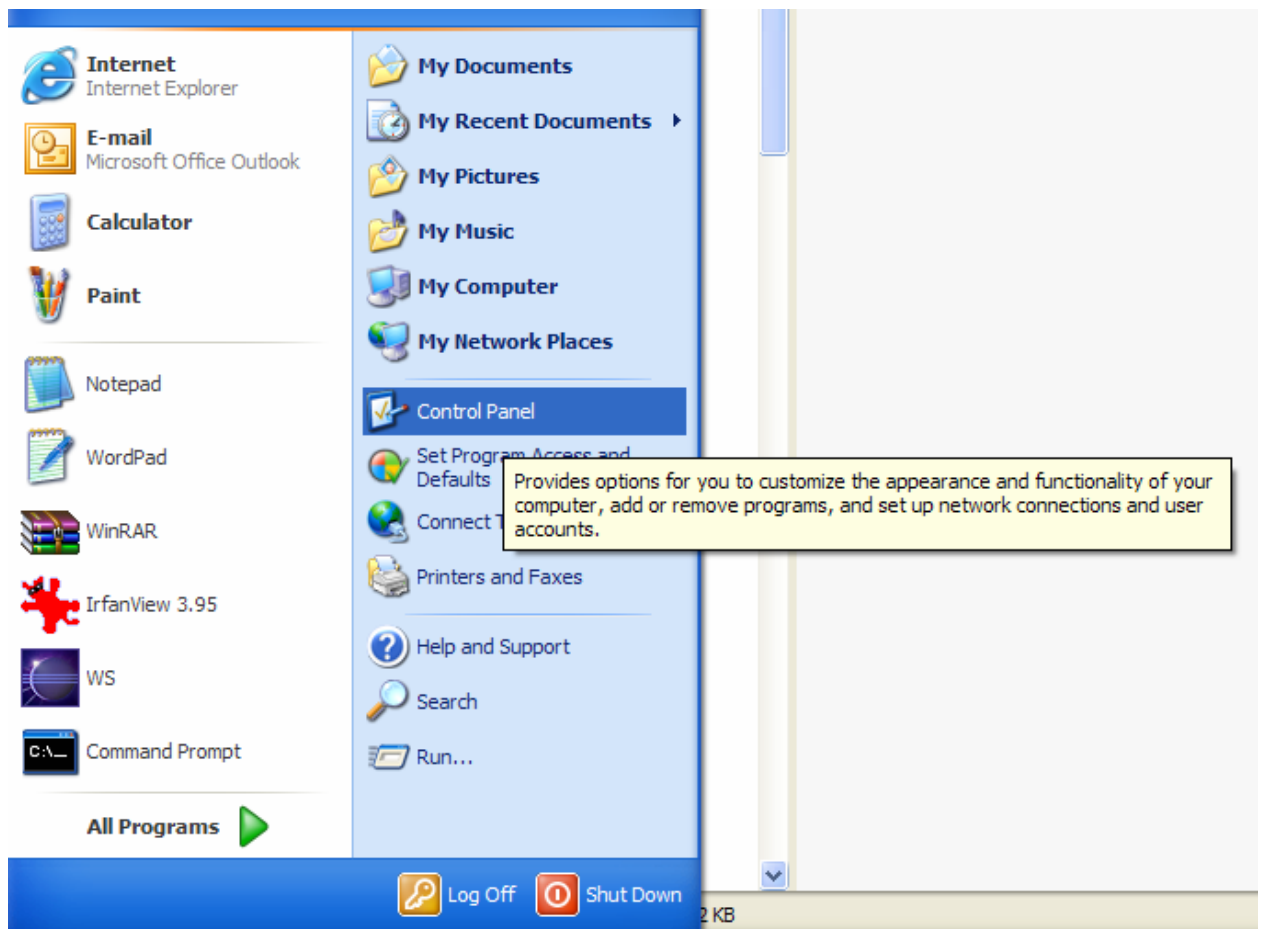 Internet
Internet Explorer
E-mail
Microsoft Office Outlook
Calculator
Paint
Notepad
WordPad
WinRAR
IrfanView 3.95
WS
C:\_
Command Prompt
All Programs
My Documents
My Recent Documents
My Pictures
My Music
My Computer
My Network Places
Control Panel
Set Program Access and
Defaults
Connect
Provides options for you to customize the appearance and functionality of your
computer, add or remove programs, and set up network connections and user
accounts.
Printers and Faxes
Help and Support
Search
Run...
Log Off
Shut Down
2 KB